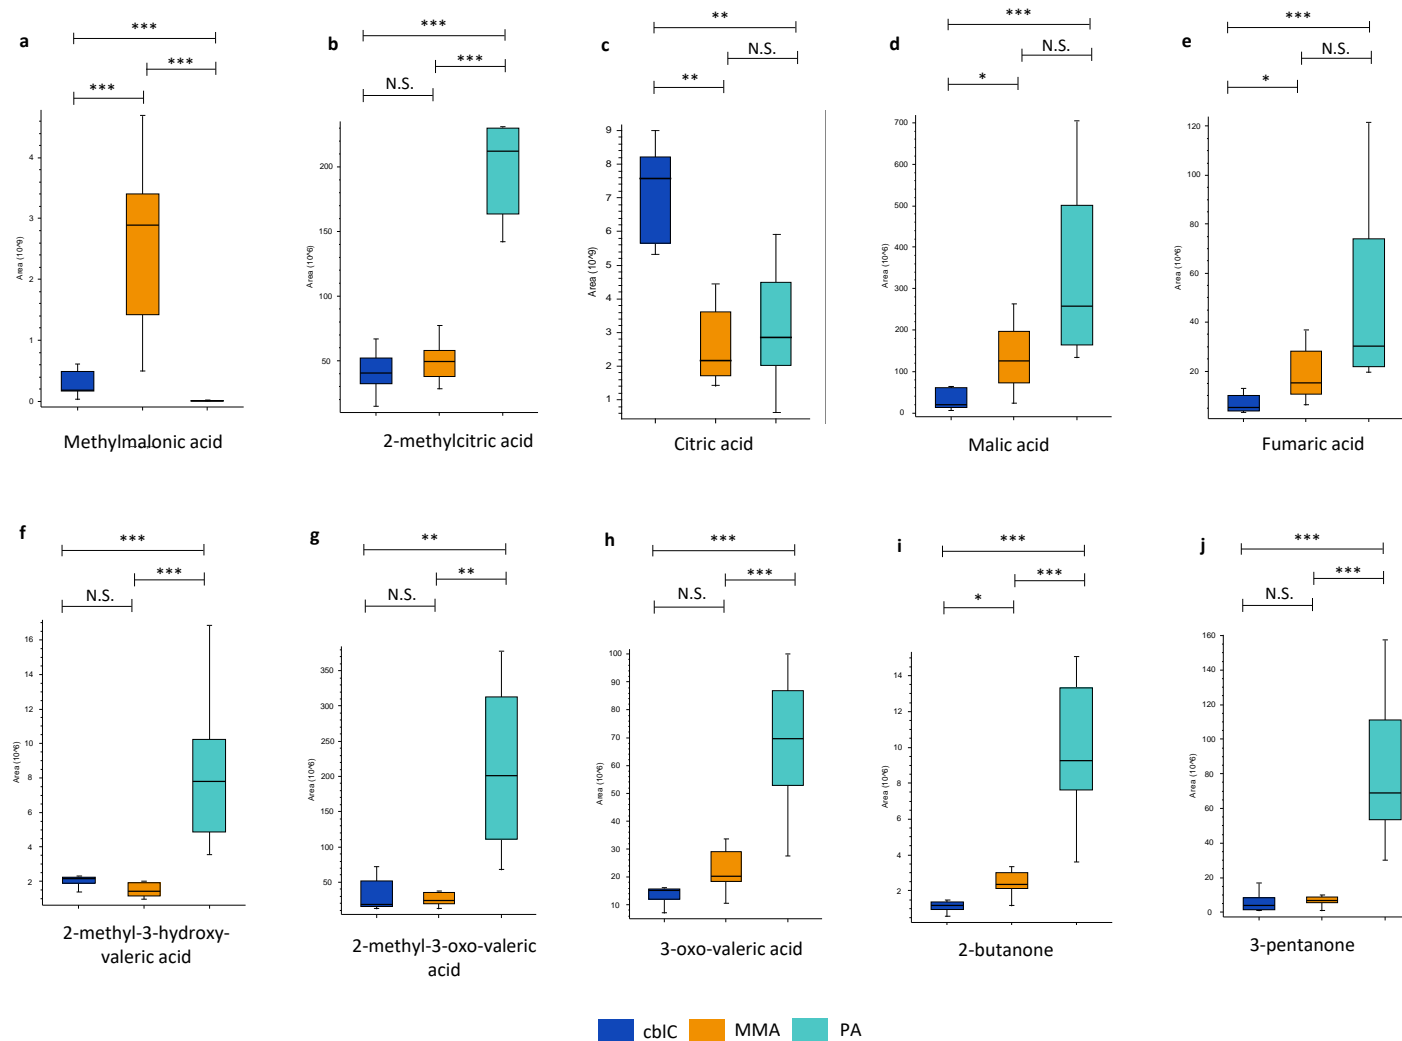 a
***
***
***
Area (10^9)
4
3
2
1
0
Methylmalonic acid
b
***
***
N.S.
Area (10^6)
200
150
100
50
2-methylcitric acid
c
**
N.S.
**
Area (10^9)
9
8
7
6
5
4
3
2
1
Citric acid
d
***
N.S.
*
Area (10^6)
700
600
500
400
300
200
100
0
Malic acid
e
***
N.S.
*
Area (10^6)
120
100
80
60
40
20
Fumaric acid
f
***
***
N.S.
Area (10^6)
16
14
12
10
8
6
4
2
2-methyl-3-hydroxy-
valeric acid
g
**
**
N.S.
Area (10^6)
350
300
250
200
150
100
50
2-methyl-3-oxo-valeric
acid
h
***
***
N.S.
Area (10^6)
100
90
80
70
60
50
40
30
20
10
3-oxo-valeric acid
i
***
***
*
Area (10^6)
14
12
10
8
6
4
2
2-butanone
j
***
***
N.S.
Area (10^6)
160
140
120
100
80
60
40
20
0
3-pentanone
cblC MMA PA